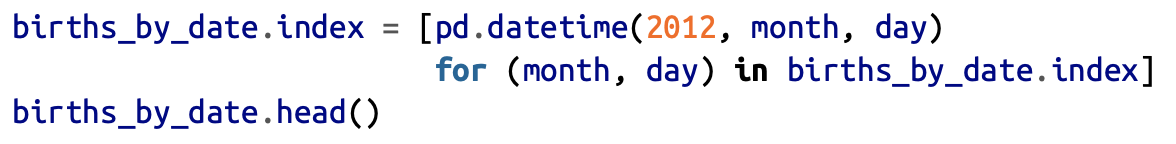 births_by_date.index = [pd.datetime(2012, month, day)
                        for (month, day) in births_by_date.index]
births_by_date.head()